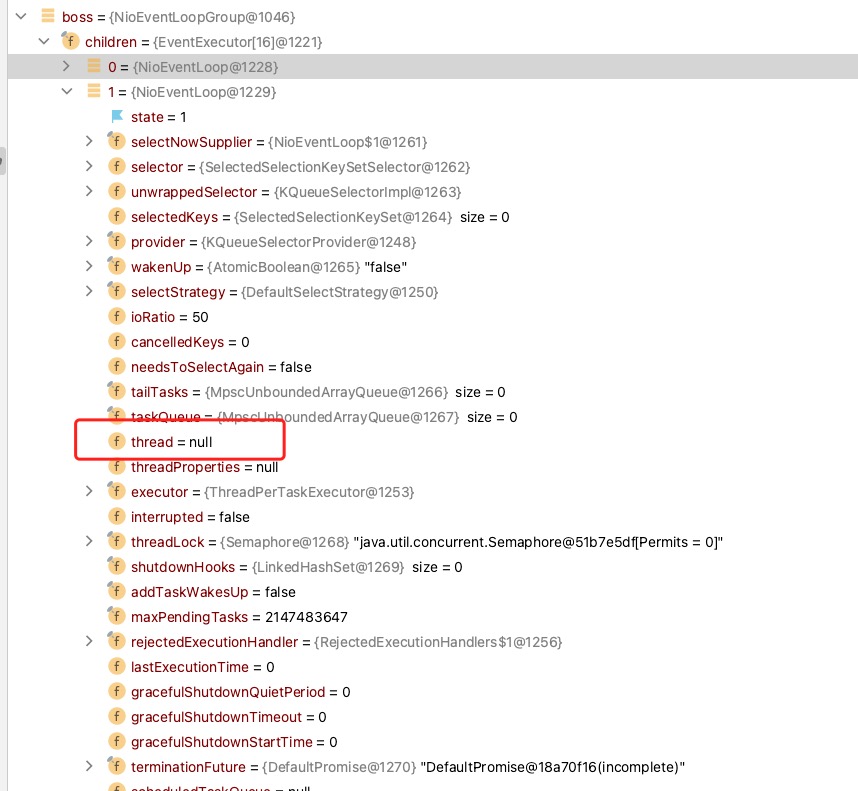 boss = {NioEventLoopGroup@1046}
f children = {EventExecutor[16]@1221}
0 = {NioEventLoop@1228}
1 = {NioEventLoop@1229}
state = 1
f selectNowSupplier = {NioEventLoop$1@1261}
f selector = {SelectedSelectionKeySetSelector@1262}
f unwrappedSelector = {KQueueSelectorImpl@1263}
f selectedKeys = {SelectedSelectionKeySet@1264} size = 0
f provider = {KQueueSelectorProvider@1248}
f wakenUp = {AtomicBoolean@1265} "false"
f selectStrategy = {DefaultSelectStrategy@1250}
f ioRatio = 50
f cancelledKeys = 0
f needsToSelectAgain = false
f tailTasks = {MpscUnboundedArrayQueue@1266} size = 0
f taskQueue = {MpscUnboundedArrayQueue@1267} size = 0
f thread = null
f threadProperties = null
f executor = {ThreadPerTaskExecutor@1253}
f interrupted = false
f threadLock = {Semaphore@1268} "java.util.concurrent.Semaphore@51b7e5df[Permits = 0]"
f shutdownHooks = {LinkedHashSet@1269} size = 0
f addTaskWakesUp = false
f maxPendingTasks = 2147483647
f rejectedExecutionHandler = {RejectedExecutionHandlers$1@1256}
f lastExecutionTime = 0
f gracefulShutdownQuietPeriod = 0
f gracefulShutdownTimeout = 0
f gracefulShutdownStartTime = 0
f terminationFuture = {DefaultPromise@1270} "DefaultPromise@18a70f16(incomplete)"
f scheduledTaskQueue = null